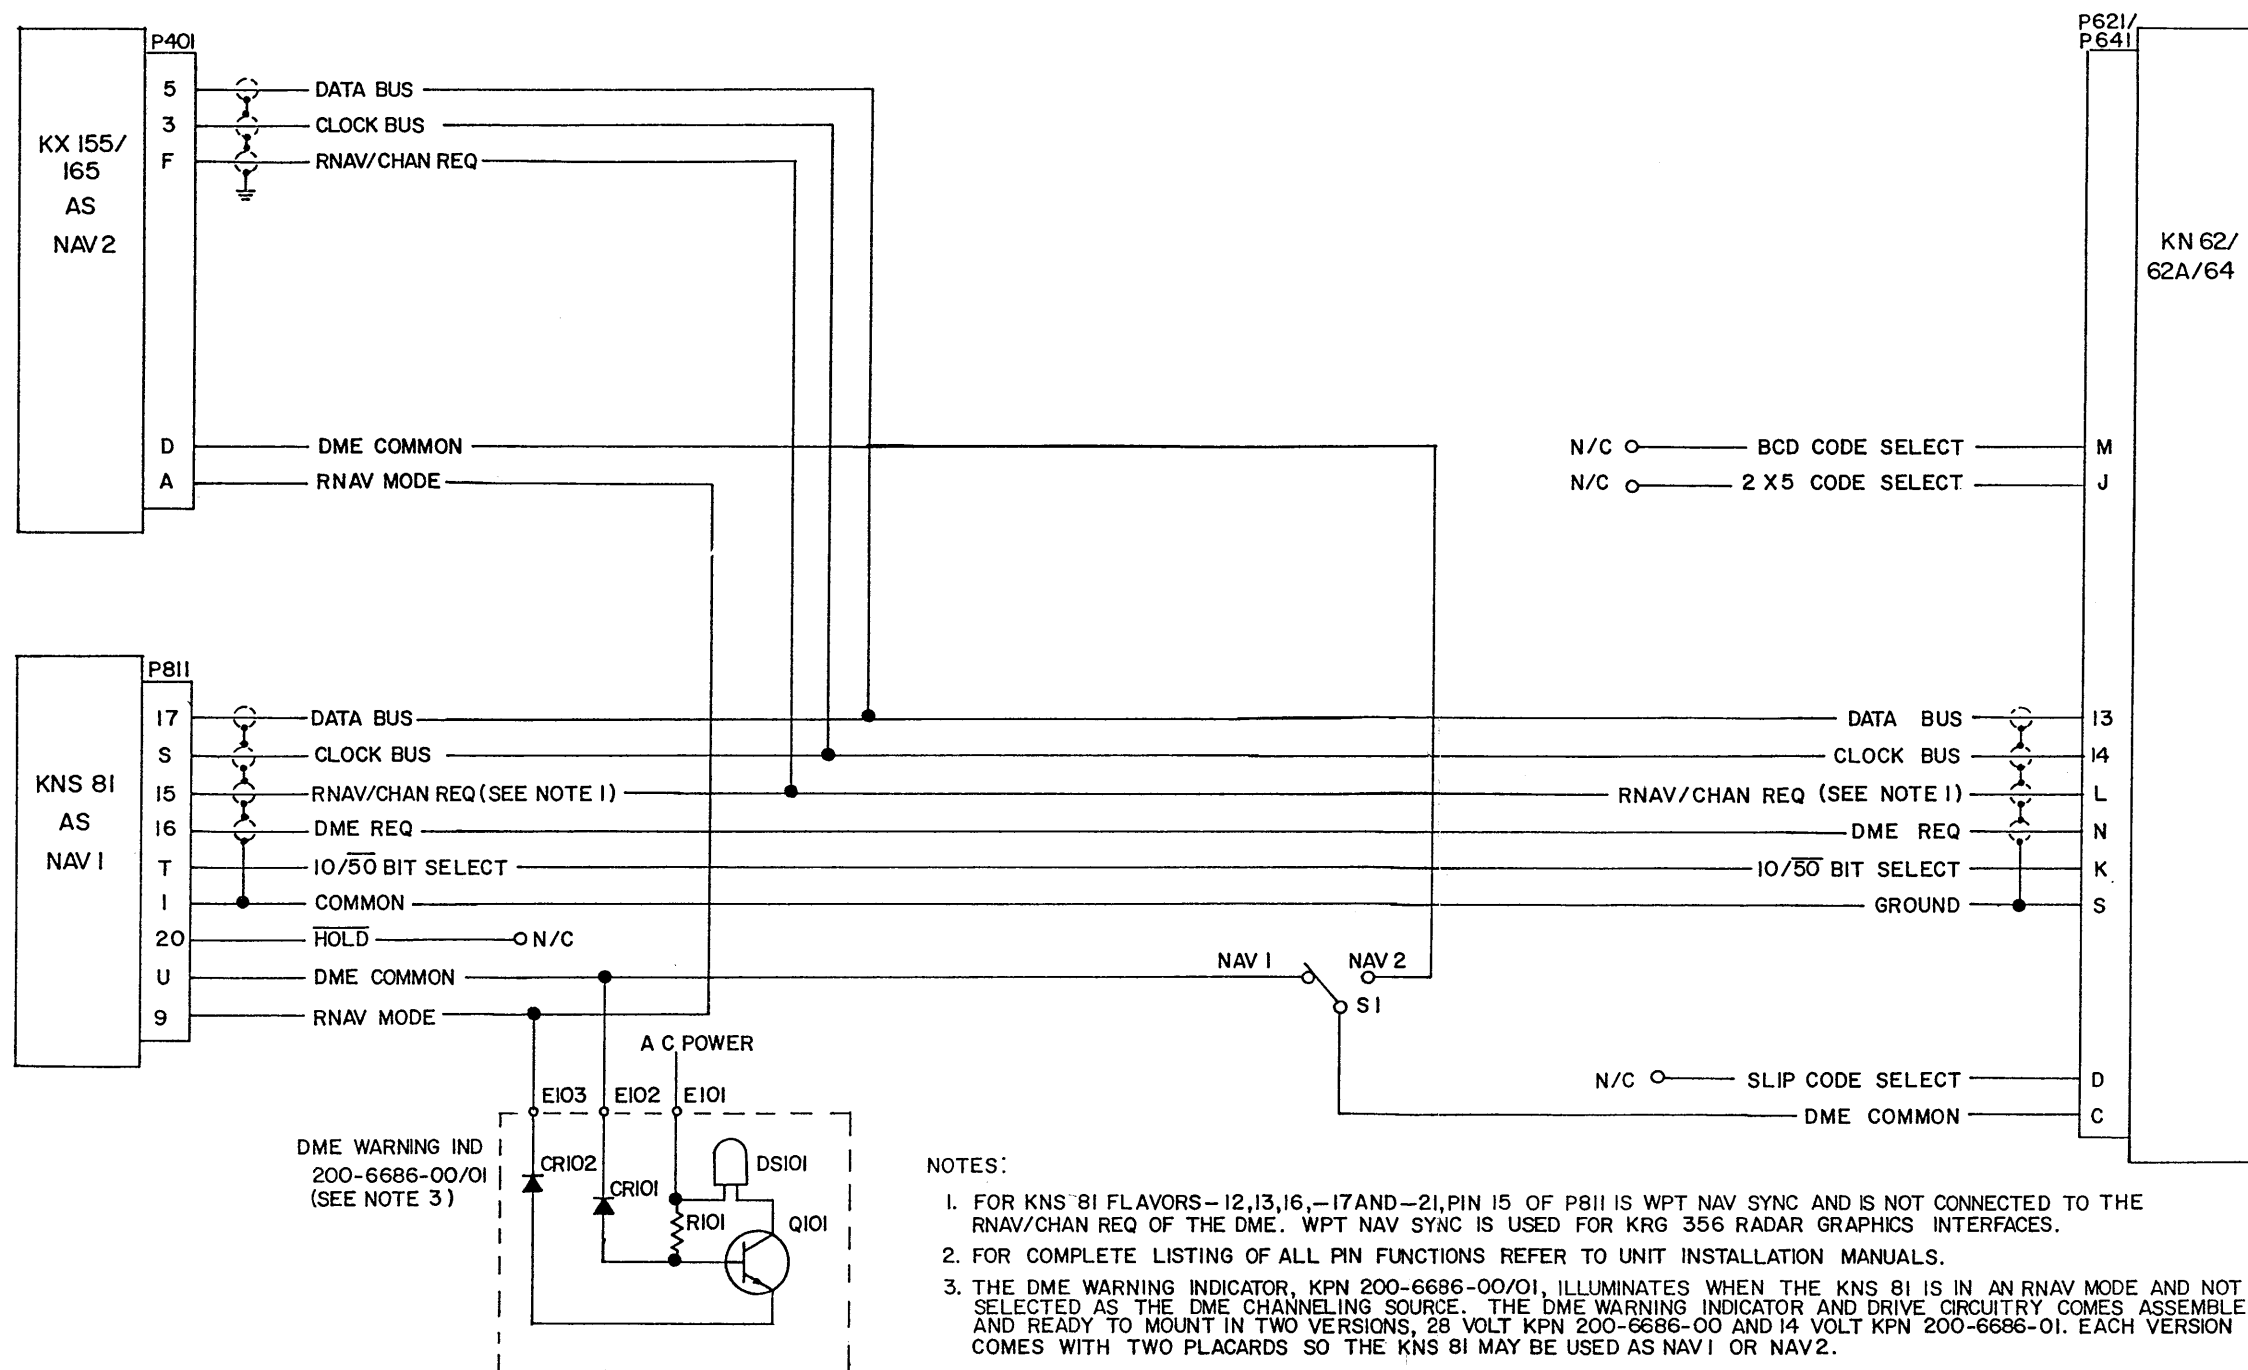 P401
KX 155/
165
AS
NAV 2
5 DATA BUS
3 CLOCK BUS
F RNAV/CHAN REQ
D DME COMMON
A RNAV MODE
P621/
P641
KN 62/
62A/64
N/C BCD CODE SELECT M
N/C 2 X5 CODE SELECT J
P811
KNS 81
AS
NAV 1
17 DATA BUS DATA BUS 13
S CLOCK BUS CLOCK BUS 14
15 RNAV/CHAN REQ (SEE NOTE 1) RNAV/CHAN REQ (SEE NOTE 1) L
16 DME REQ DME REQ N
T 10/50 BIT SELECT 10/50 BIT SELECT K
1 COMMON GROUND S
20 HOLD N/C
U DME COMMON NAV 1 NAV 2
9 RNAV MODE S1
A C POWER
N/C SLIP CODE SELECT D
DME COMMON C
E103 E102 E101
DME WARNING IND
200-6686-00/01
(SEE NOTE 3)
CR102 CR101 DS101
R101 Q101
NOTES:
1. FOR KNS 81 FLAVORS-12,13,16,-17AND-21,PIN 15 OF P811 IS WPT NAV SYNC AND IS NOT CONNECTED TO THE
RNAV/CHAN REQ OF THE DME. WPT NAV SYNC IS USED FOR KRG 356 RADAR GRAPHICS INTERFACES.
2. FOR COMPLETE LISTING OF ALL PIN FUNCTIONS REFER TO UNIT INSTALLATION MANUALS.
3. THE DME WARNING INDICATOR, KPN 200-6686-00/01, ILLUMINATES WHEN THE KNS 81 IS IN AN RNAV MODE AND NOT
SELECTED AS THE DME CHANNELING SOURCE. THE DME WARNING INDICATOR AND DRIVE CIRCUITRY COMES ASSEMBLE
AND READY TO MOUNT IN TWO VERSIONS, 28 VOLT KPN 200-6686-00 AND 14 VOLT KPN 200-6686-01. EACH VERSION
COMES WITH TWO PLACARDS SO THE KNS 81 MAY BE USED AS NAV 1 OR NAV 2.